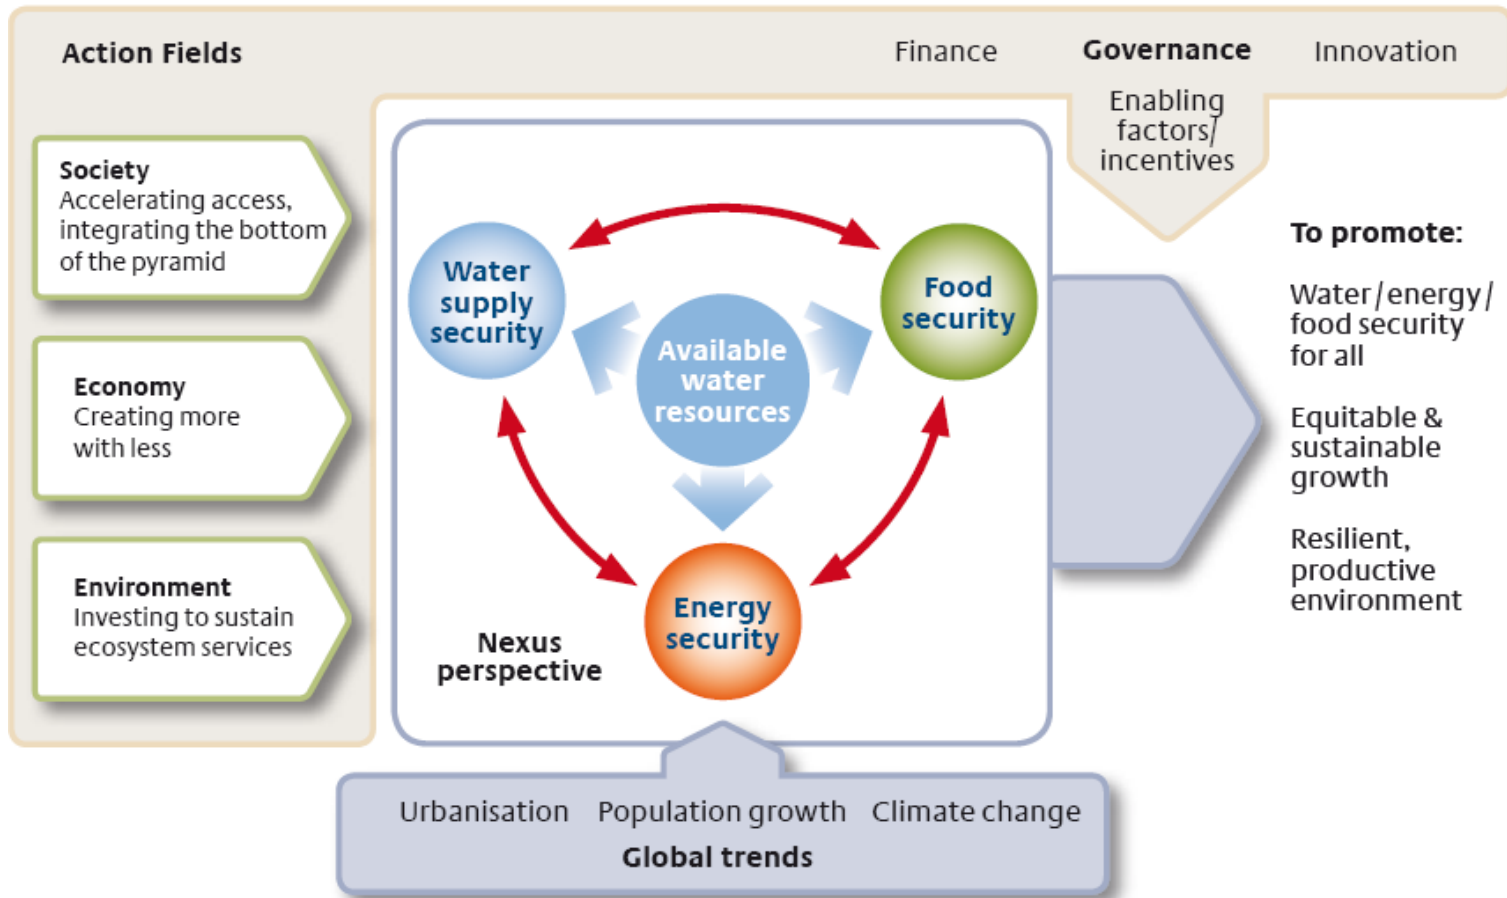 Action Fields
Finance
Governance
Innovation
Enabling
factors/
incentives
Society
Accelerating access,
integrating the bottom
of the pyramid
Economy
Creating more
with less
Environment
Investing to sustain
ecosystem services
Water
supply
security
Food
security
Available
water
resources
Energy
security
Nexus
perspective
To promote:
Water / energy /
food security
for all
Equitable &
sustainable
growth
Resilient,
productive
environment
Urbanisation
Population growth
Climate change
Global trends